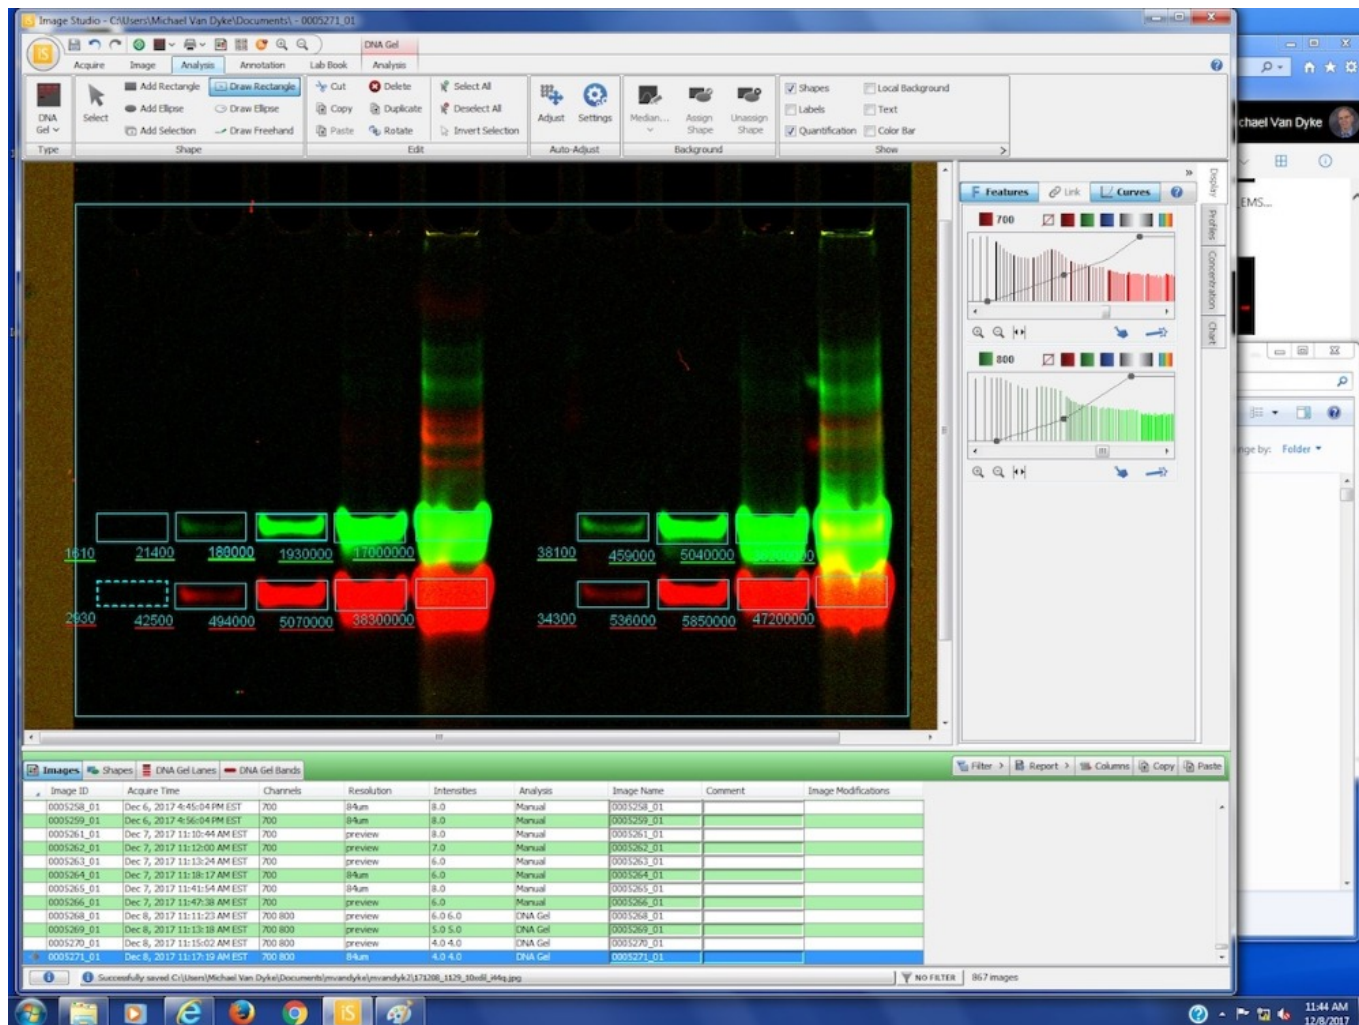 Image Studio - C:\Users\Michael Van Dyke\Documents\ - 0005271_01
DNA Gel
Acquire Image Analysis Annotation Lab Book Analysis
DNA Gel
Select
Add Rectangle
Add Ellipse
Add Selection
Draw Rectangle
Draw Ellipse
Draw Freehand
Cut
Copy
Paste
Delete
Duplicate
Rotate
Select All
Deselect All
Invert Selection
Adjust
Settings
Median...
Assign Shape
Unassign Shape
Shapes
Labels
Quantification
Local Background
Text
Color Bar
Type Shape Edit Auto-Adjust Background Show
chael Van Dyke
EMS...
Features Link Curves
700
800
Display
Profiles
Concentration
Chart
nge by: Folder
1610 21400 1930000 17000000 38100 459000 5040000
2930 42500 494000 5070000 38300000 34300 536000 5850000 47200000
Images Shapes DNA Gel Lanes DNA Gel Bands Filter > Report > Columns Copy Paste
Image ID Acquire Time Channels Resolution Intensities Analysis Image Name Comment Image Modifications
0005258_01 Dec 6, 2017 4:45:04 PM EST 700 84um 8.0 Manual 0005258_01
0005259_01 Dec 6, 2017 4:56:04 PM EST 700 84um 8.0 Manual 0005259_01
0005261_01 Dec 7, 2017 11:10:44 AM EST 700 preview 8.0 Manual 0005261_01
0005262_01 Dec 7, 2017 11:12:00 AM EST 700 preview 7.0 Manual 0005262_01
0005263_01 Dec 7, 2017 11:13:24 AM EST 700 preview 6.0 Manual 0005263_01
0005264_01 Dec 7, 2017 11:18:17 AM EST 700 84um 6.0 Manual 0005264_01
0005265_01 Dec 7, 2017 11:41:54 AM EST 700 84um 8.0 Manual 0005265_01
0005266_01 Dec 7, 2017 11:47:38 AM EST 700 preview 6.0 Manual 0005266_01
0005268_01 Dec 8, 2017 11:11:23 AM EST 700 800 preview 6.0 6.0 DNA Gel 0005268_01
0005269_01 Dec 8, 2017 11:13:18 AM EST 700 800 preview 5.0 5.0 DNA Gel 0005269_01
0005270_01 Dec 8, 2017 11:15:02 AM EST 700 800 preview 4.0 4.0 DNA Gel 0005270_01
0005271_01 Dec 8, 2017 11:17:19 AM EST 700 800 84um 4.0 4.0 DNA Gel 0005271_01
Successfully saved C:\Users\Michael Van Dyke\Documents\mvandyke\mvandyk2\ NO FILTER 867 images
11:44 AM
12/8/2017